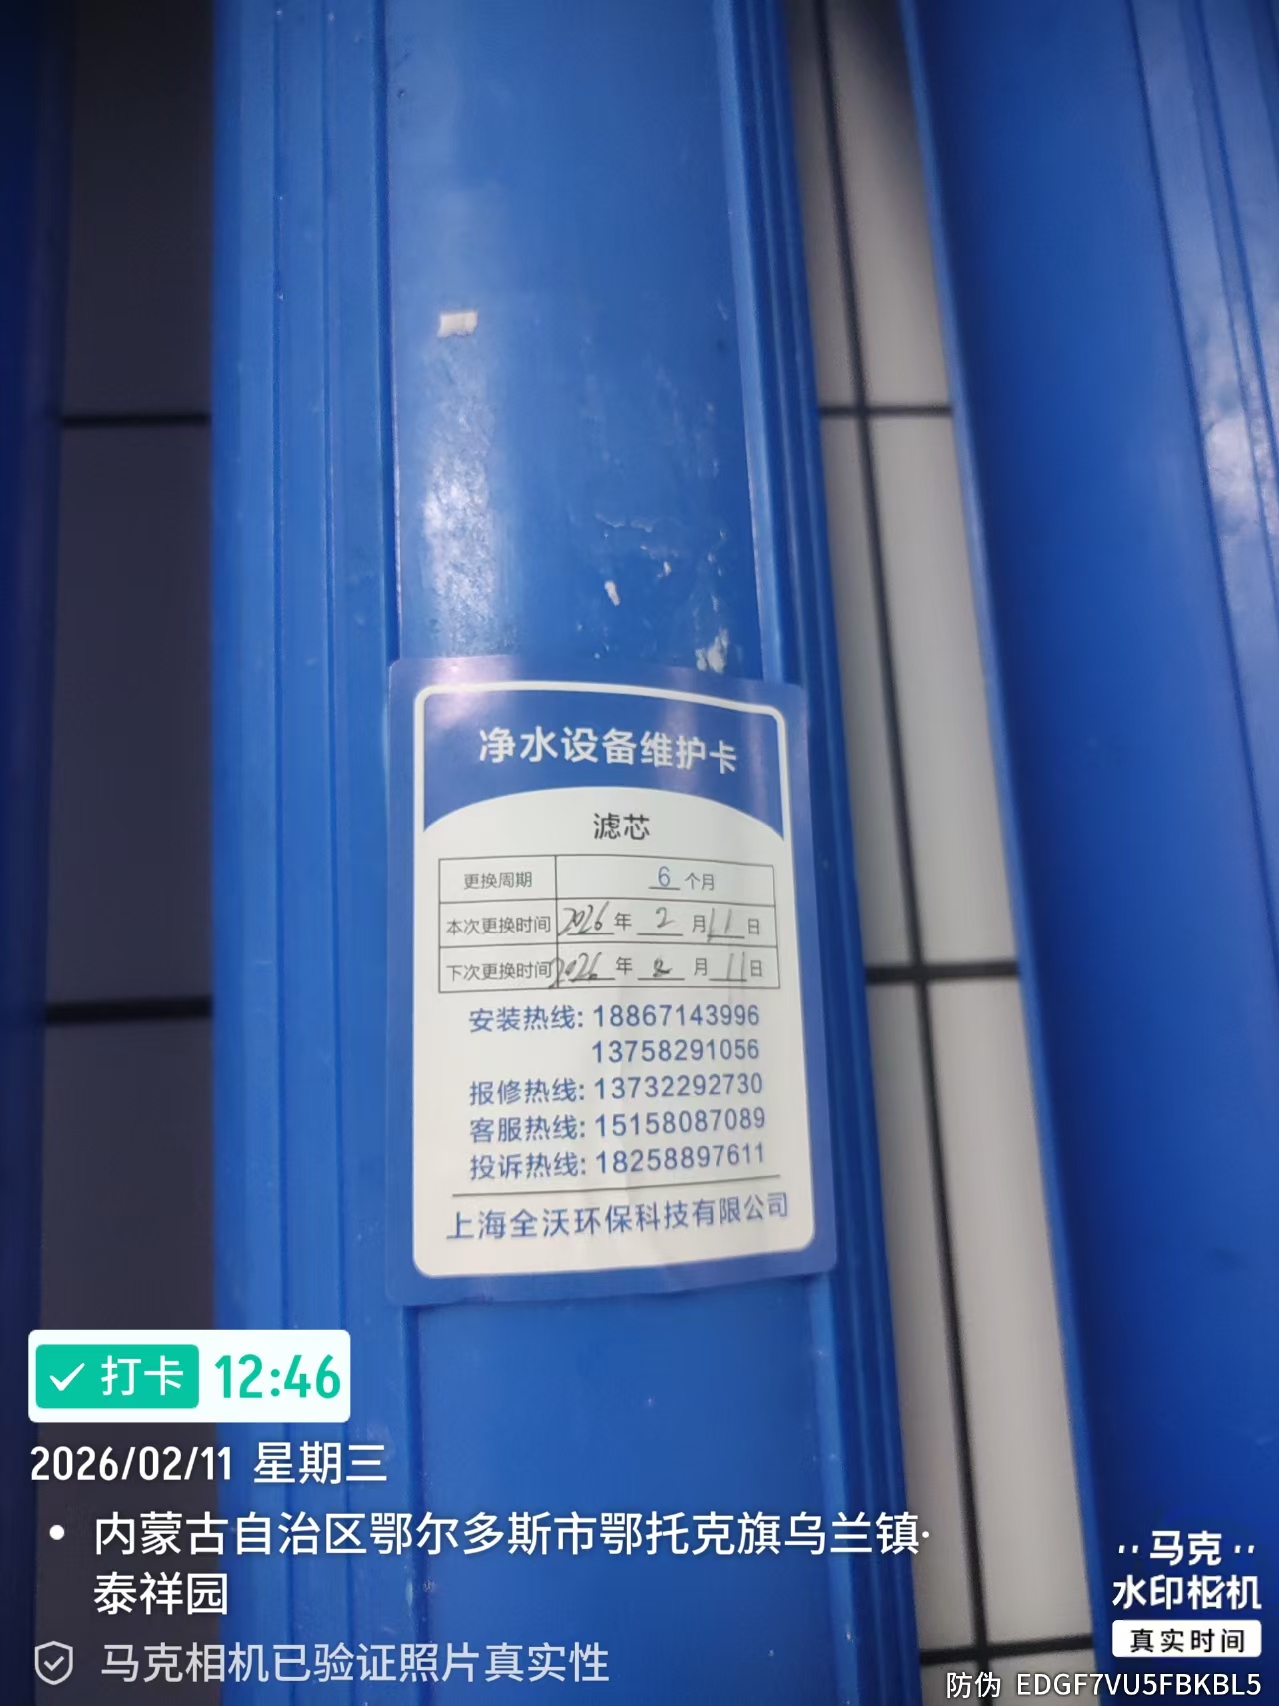 净水设备维护卡
滤芯
更换周期 6 个月
本次更换时间 2026 年 2 月 11 日
下次更换时间 2026 年 8 月 11 日
安装热线: 18867143996
13758291056
报修热线: 13732292730
客服热线: 15158087089
投诉热线: 18258897611
上海全沃环保科技有限公司
打卡 12:46
2026/02/11 星期三
内蒙古自治区鄂尔多斯市鄂托克旗乌兰镇·
泰祥园
马克相机已验证照片真实性
马克
水印相机
真实时间
防伪 EDGF7VU5FBKBL5